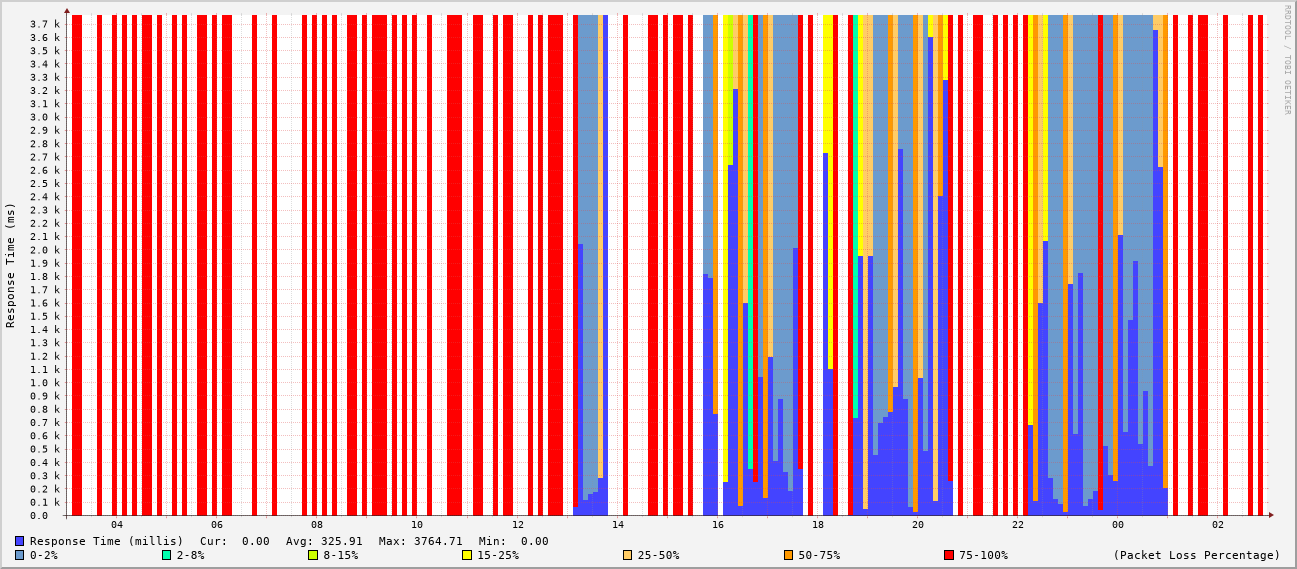 RRDTOOL / TOBI OETIKER
Response Time (ms)
3.7 k
3.6 k
3.5 k
3.4 k
3.3 k
3.2 k
3.1 k
3.0 k
2.9 k
2.8 k
2.7 k
2.6 k
2.5 k
2.4 k
2.3 k
2.2 k
2.1 k
2.0 k
1.9 k
1.8 k
1.7 k
1.6 k
1.5 k
1.4 k
1.3 k
1.2 k
1.1 k
1.0 k
0.9 k
0.8 k
0.7 k
0.6 k
0.5 k
0.4 k
0.3 k
0.2 k
0.1 k
0.0
04 06 08 10 12 14 16 18 20 22 00 02
Response Time (millis) Cur: 0.00 Avg: 325.91 Max: 3764.71 Min: 0.00
0-2% 2-8% 8-15% 15-25% 25-50% 50-75% 75-100% (Packet Loss Percentage)